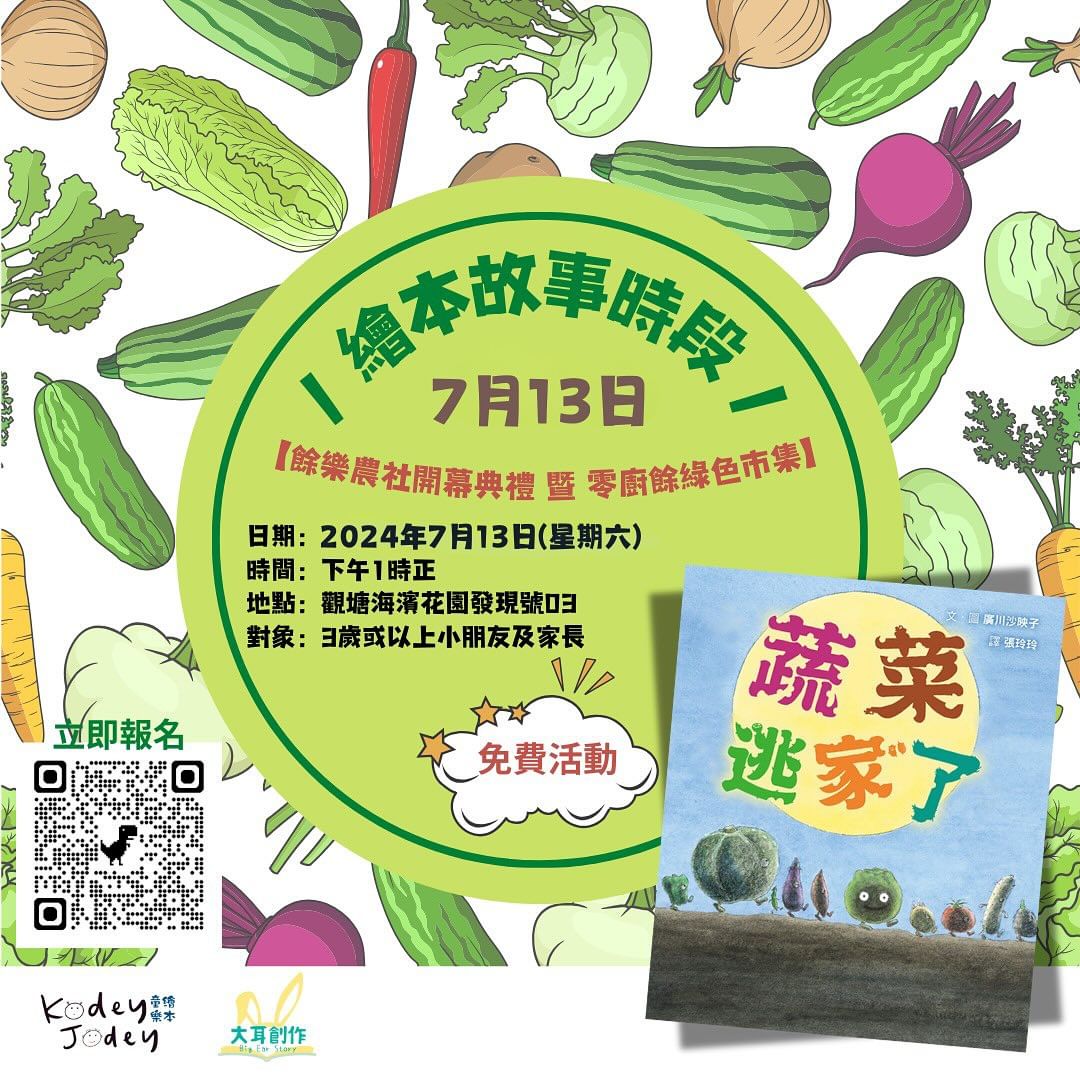 繪本故事時段
7月13日
【餘樂農社開幕典禮 暨 零廚餘綠色市集】
日期：2024年7月13日(星期六)
時間：下午1時正
地點：觀塘海濱花園發現號03
對象：3歲或以上小朋友及家長
免費活動
立即報名
文·圖 廣川沙映子
譯 張玲玲
蔬菜
逃家了
Kodey 童繪
Jodey 樂本
大耳創作
Big Ear Story